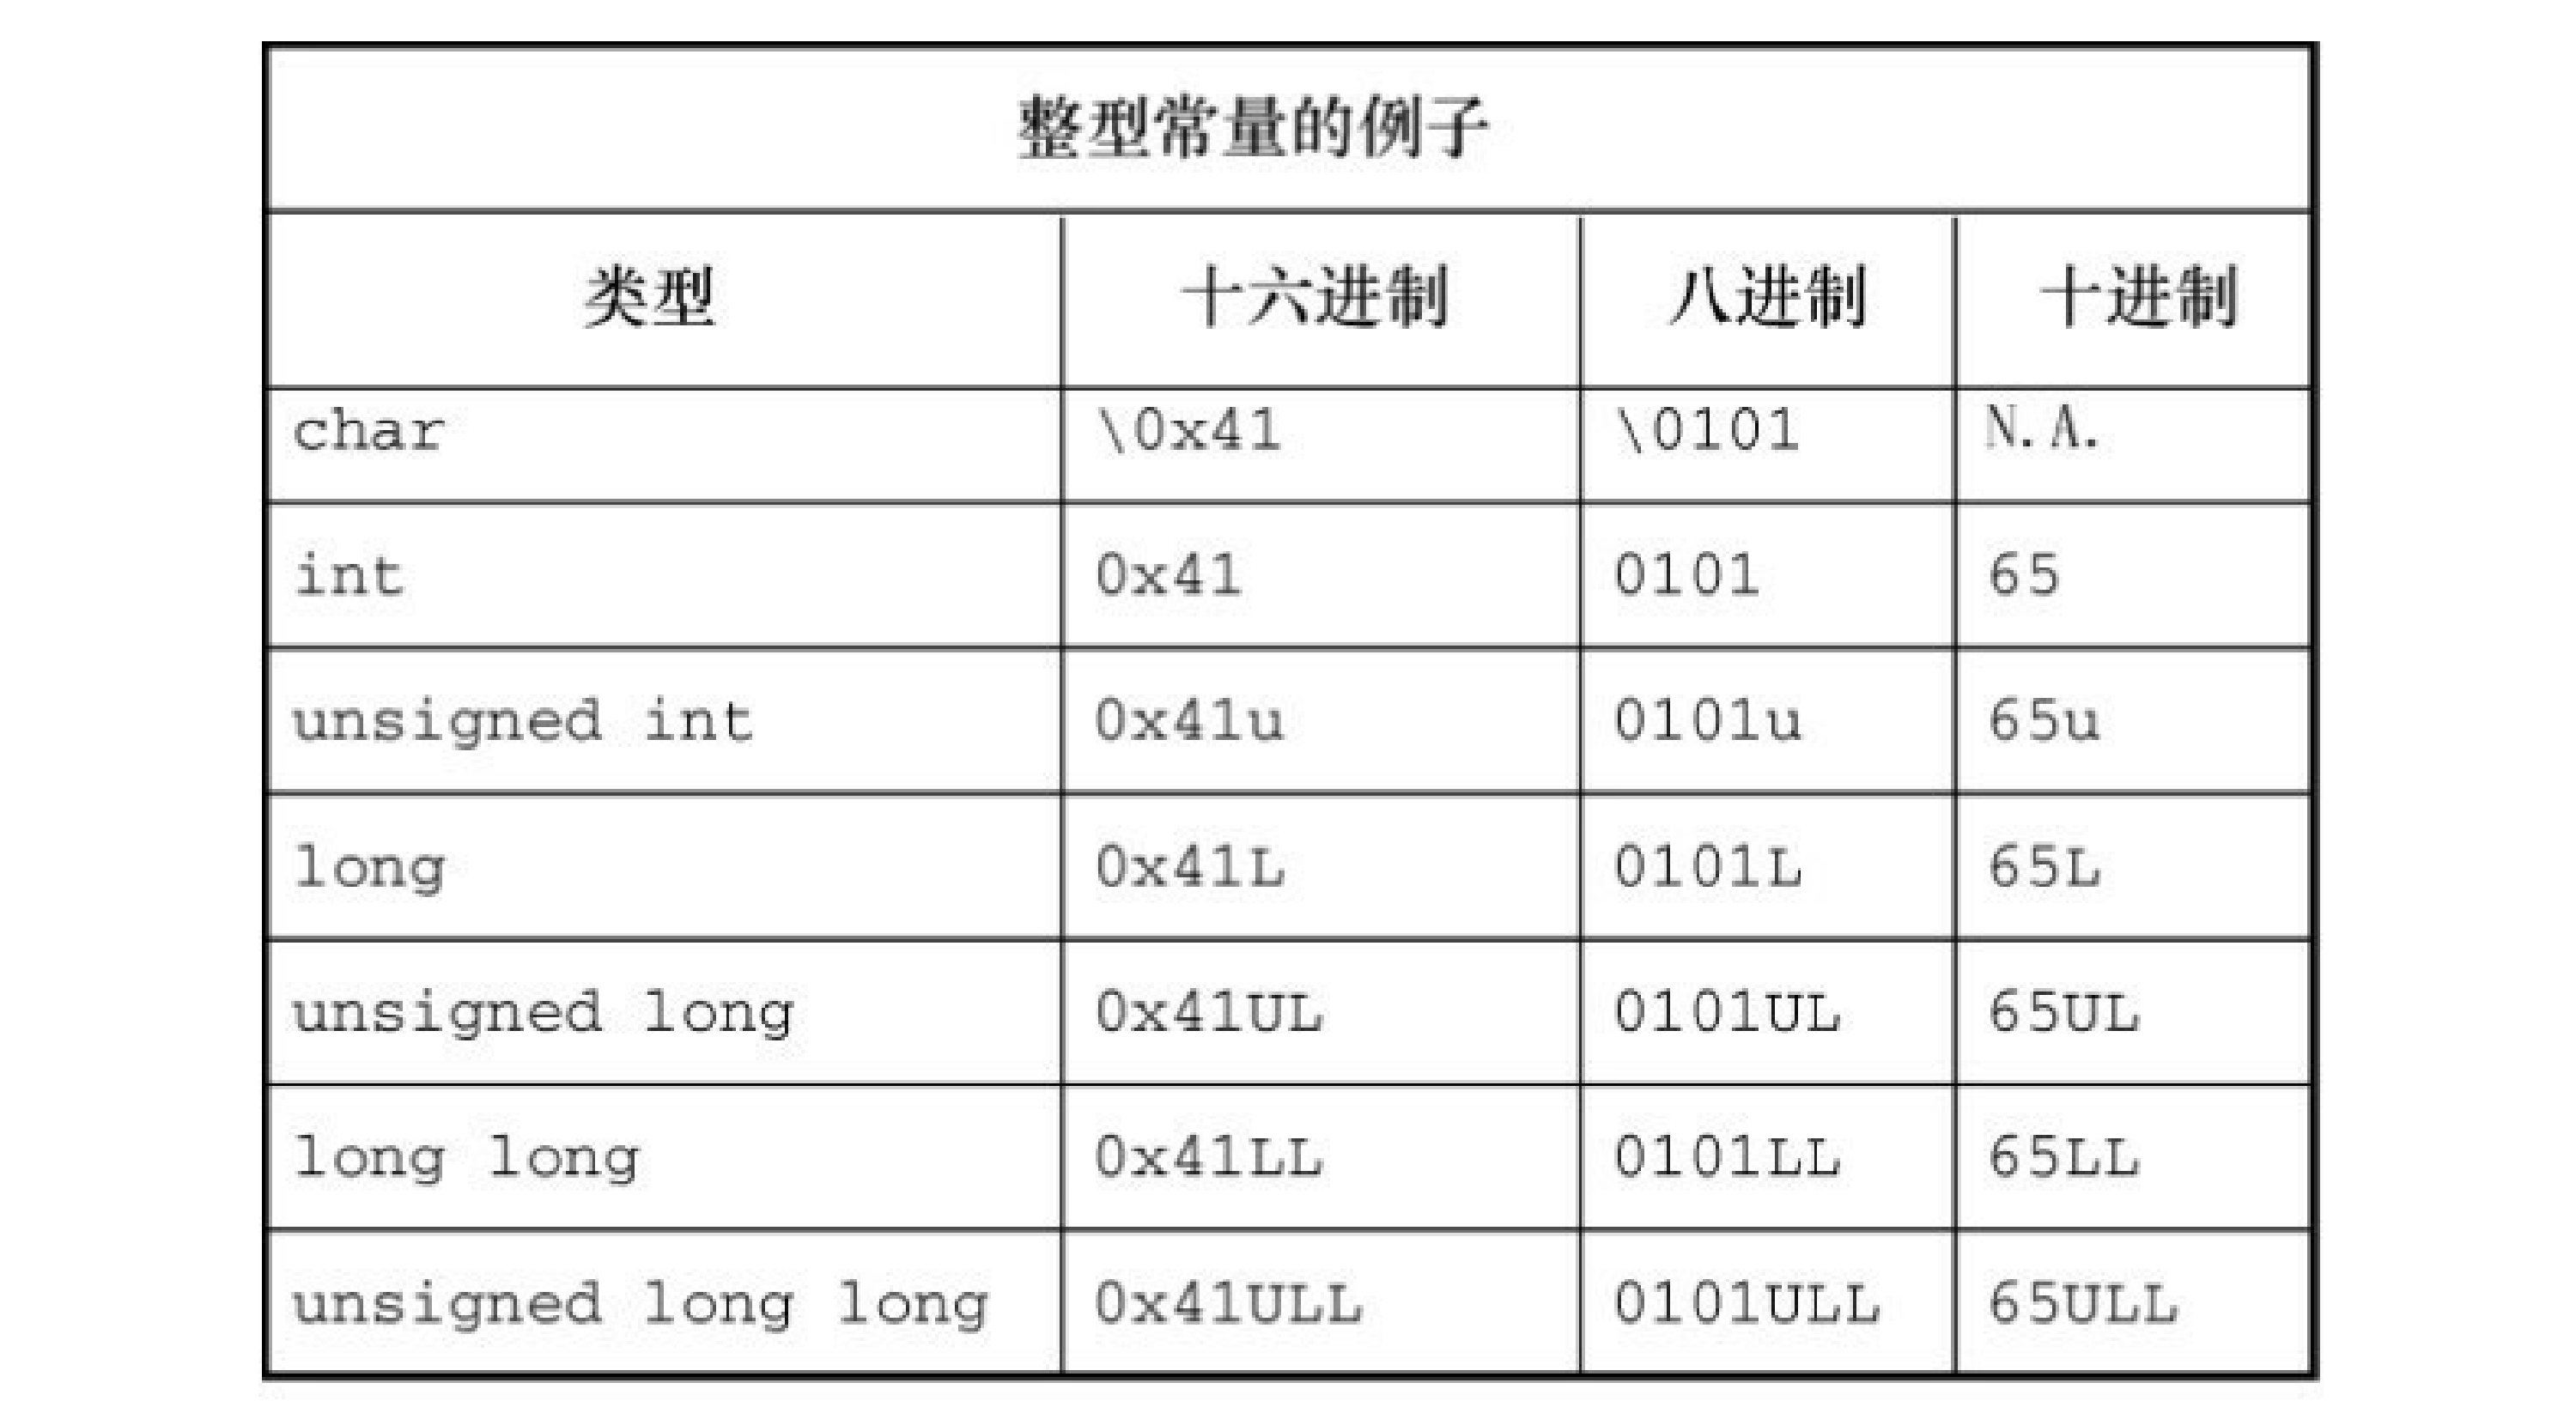 整型常量的例子
类型 十六进制 八进制 十进制
char \0x41 \0101 N.A.
int 0x41 0101 65
unsigned int 0x41u 0101u 65u
long 0x41L 0101L 65L
unsigned long 0x41UL 0101UL 65UL
long long 0x41LL 0101LL 65LL
unsigned long long 0x41ULL 0101ULL 65ULL